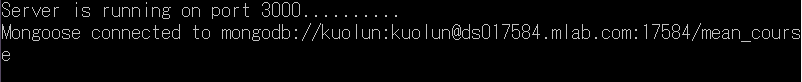 Server is running on port 3000..........
Mongoose connected to mongodb://kuolun:kuolun@ds017584.mlab.com:17584/mean_cours
e